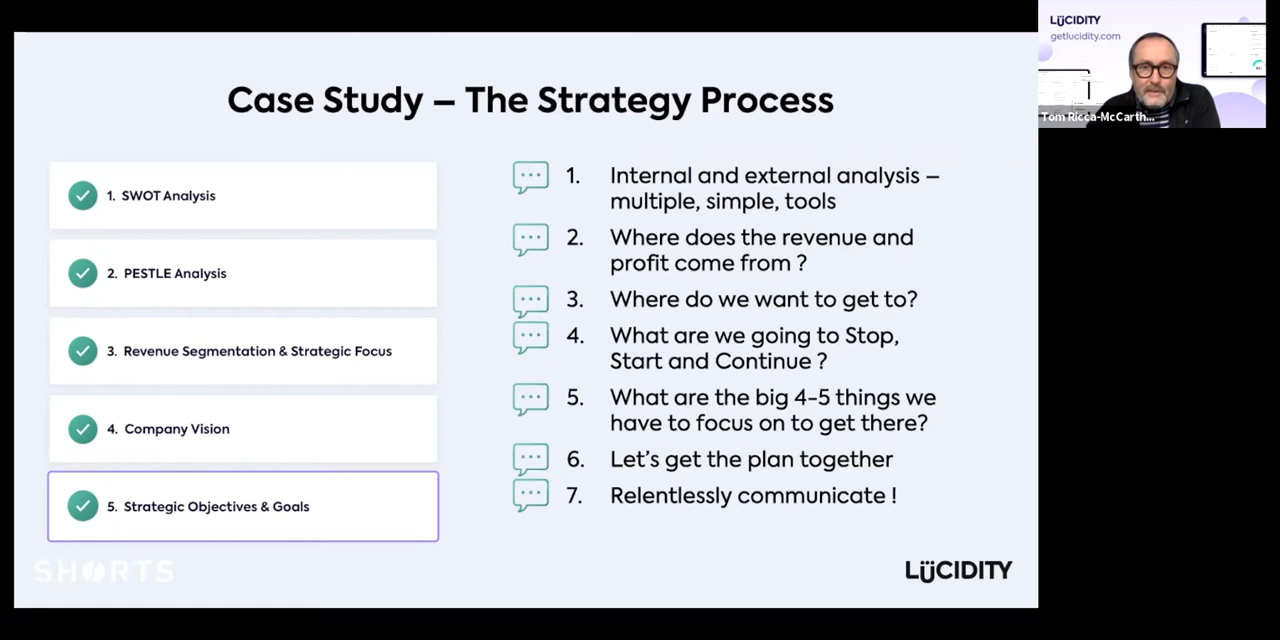 Case Study – The Strategy Process
1. SWOT Analysis
2. PESTLE Analysis
3. Revenue Segmentation & Strategic Focus
4. Company Vision
5. Strategic Objectives & Goals
1. Internal and external analysis –
multiple, simple, tools
2. Where does the revenue and
profit come from ?
3. Where do we want to get to?
4. What are we going to Stop,
Start and Continue ?
5. What are the big 4-5 things we
have to focus on to get there?
6. Let's get the plan together
7. Relentlessly communicate !
SHORTS
LÜCIDITY
LÜCIDITY
getlucidity.com
Tom Ricca-McCarth...